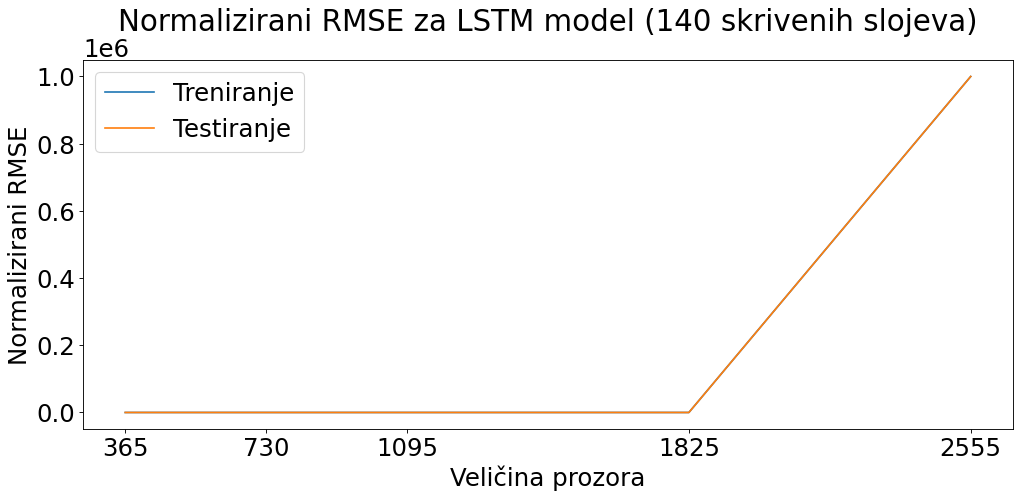 Normalizirani RMSE za LSTM model (140 skrivenih slojeva)
1e6
1.0
0.8
0.6
0.4
0.2
0.0
Normalizirani RMSE
Treniranje
Testiranje
365 730 1095 1825 2555
Veličina prozora